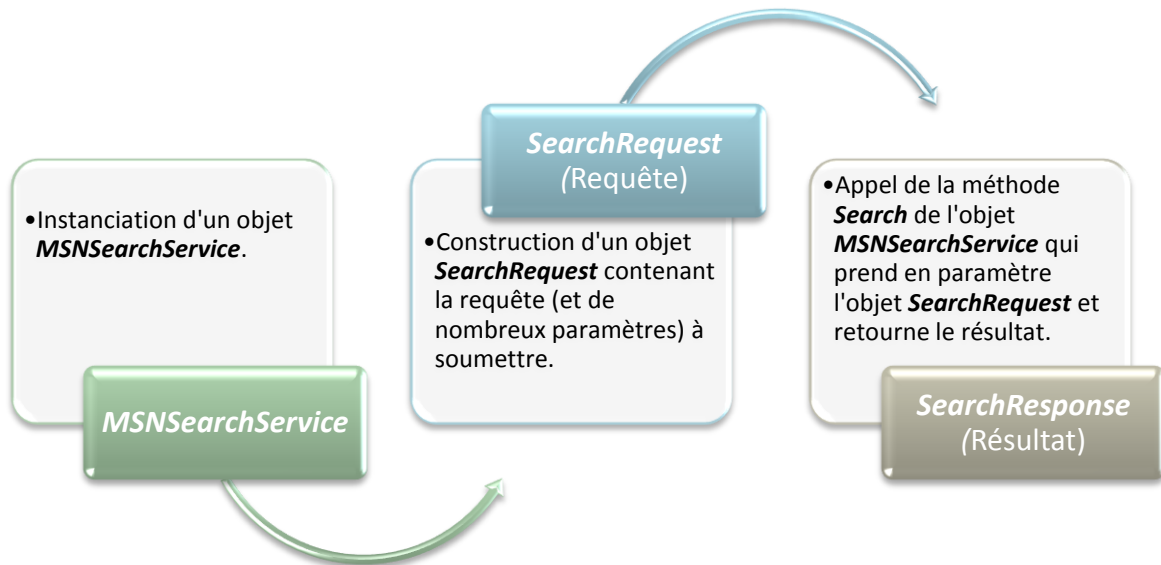 •Instanciation d'un objet
MSNSearchService.
MSNSearchService
SearchRequest
(Requête)
•Construction d'un objet
SearchRequest contenant
la requête (et de
nombreux paramètres) à
soumettre.
•Appel de la méthode
Search de l'objet
MSNSearchService qui
prend en paramètre
l'objet SearchRequest et
retourne le résultat.
SearchResponse
(Résultat)